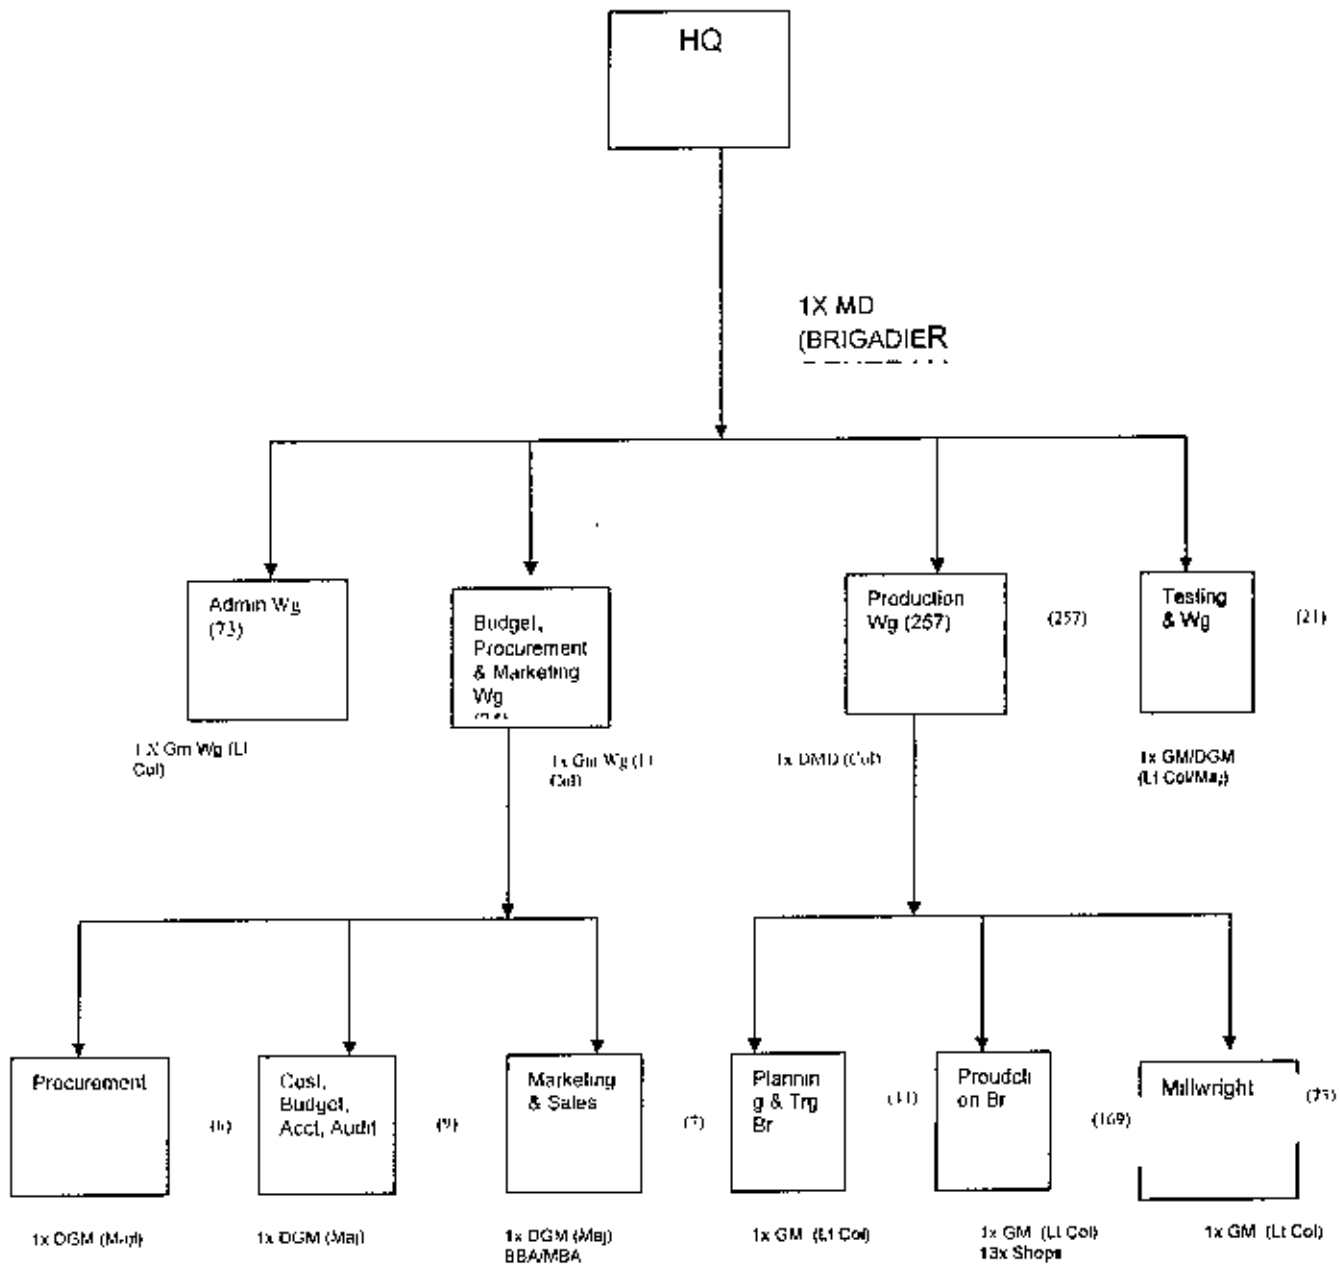 HQ
1X MD
(BRIGADIER
Admin Wg
(73)
Budget,
Procurement
& Marketing
Wg
Production
Wg (257)
(257)
Testing
& Wg
(21)
1 X Gm Wg (Lt
Col)
1x Gm Wg (Lt
Col)
1x DMD (Col)
1x GM/DGM
(Lt Col/Maj)
Procurement
(6)
Cost,
Budget,
Acct, Audit
(9)
Marketing
& Sales
(7)
Plannin
g & Trg
Br
(11)
Proudcti
on Br
(169)
Millwright
(75)
1x DGM
1x DGM (Maj)
1x DGM (Maj)
BBA/MBA
1x GM (Lt Col)
1x GM (Lt Col)
13x Shops
1x GM (Lt Col)